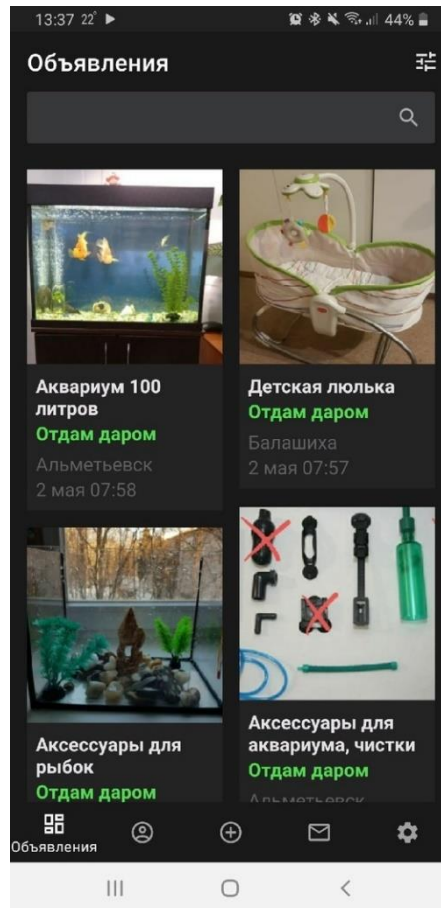 13:37 22° 44%
Объявления
Аквариум 100
литров
Отдам даром
Альметьевск
2 мая 07:58
Детская люлька
Отдам даром
Балашиха
2 мая 07:57
Аксессуары для
рыбок
Отдам даром
Аксессуары для
аквариума, чистки
Отдам даром
Альметьевск
Объявления